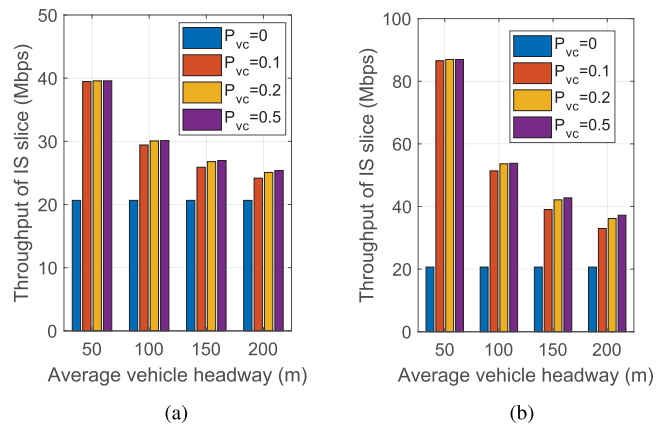 50
40
30
20
10
0
Throughput of IS slice (Mbps)
P_vc=0
P_vc=0.1
P_vc=0.2
P_vc=0.5
50 100 150 200
Average vehicle headway (m)
(a)
100
80
60
40
20
0
Throughput of IS slice (Mbps)
P_vc=0
P_vc=0.1
P_vc=0.2
P_vc=0.5
50 100 150 200
Average vehicle headway (m)
(b)